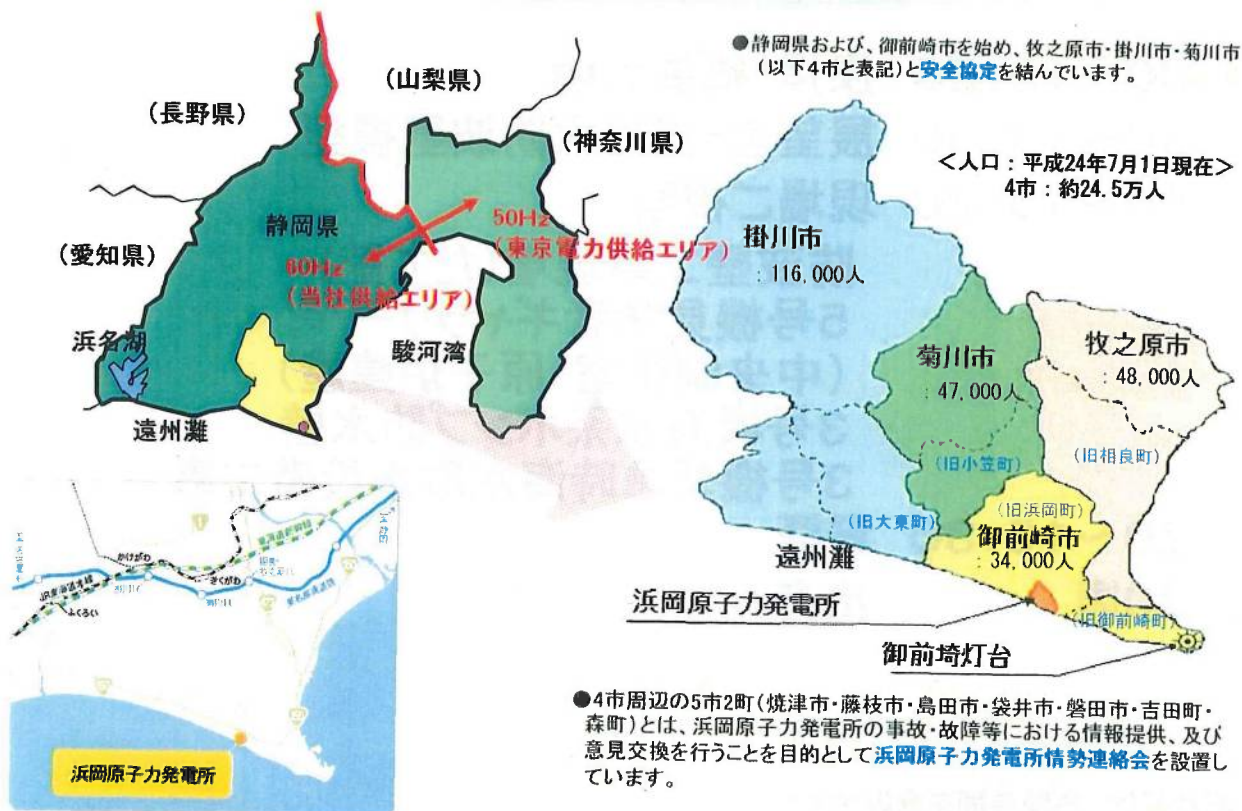 ●静岡県および、御前崎市を始め、牧之原市・掛川市・菊川市
(以下4市と表記)と安全協定を結んでいます。
(山梨県)
(長野県)
(神奈川県)
<人口:平成24年7月1日現在>
4市:約24.5万人
静岡県
50Hz
(東京電力供給エリア)
(愛知県)
60Hz
(当社供給エリア)
浜名湖
駿河湾
遠州灘
掛川市
:116,000人
菊川市
:47,000人
牧之原市
:48,000人
(旧小笠町)
(旧相良町)
(旧大東町)
(旧浜岡町)
御前崎市
:34,000人
遠州灘
浜岡原子力発電所
(旧御前崎町)
御前埼灯台
かけがわ
きくがわ
JR東海道本線
ふくろい
浜岡原子力発電所
●4市周辺の5市2町(焼津市・藤枝市・島田市・袋井市・磐田市・吉田町・
森町)とは、浜岡原子力発電所の事故・故障等における情報提供、及び
意見交換を行うことを目的として浜岡原子力発電所情勢連絡会を設置し
ています。